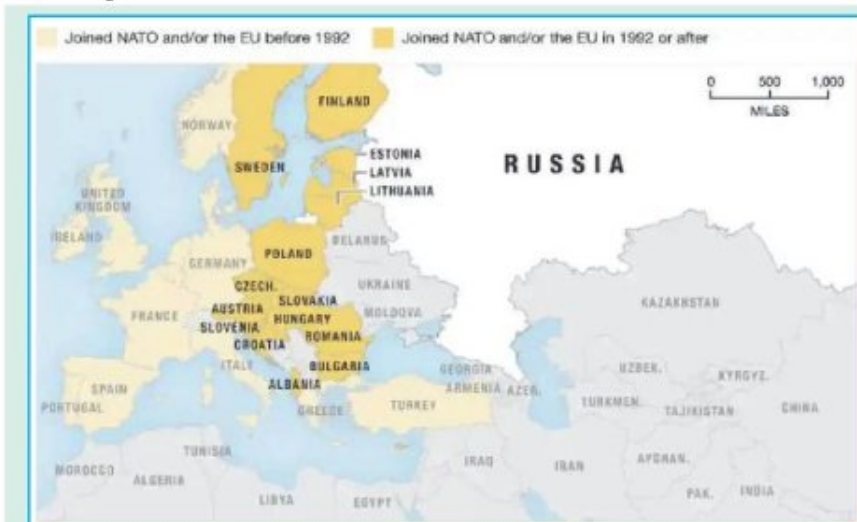 Joined NATO and/or the EU before 1992
Joined NATO and/or the EU in 1992 or after
0 500 1,000
MILES
FINLAND
NORWAY
SWEDEN
ESTONIA
LATVIA
LITHUANIA
RUSSIA
UNITED
KINGDOM
IRELAND
BELARUS
POLAND
GERMANY
CZECH.
UKRAINE
SLOVAKIA
KAZAKHSTAN
AUSTRIA
HUNGARY
MOLDOVA
FRANCE
SLOVENIA
ROMANIA
CROATIA
ITALY
BULGARIA
GEORGIA
UZBEK.
KYRGYZ.
SPAIN
ALBANIA
ARMENIA
AZER.
PORTUGAL
GREECE
TURKEY
TURKMEN.
TAJIKISTAN
CHINA
TUNISIA
MOROCCO
ALGERIA
IRAQ
IRAN
AFGHAN.
LIBYA
EGYPT
PAK.
INDIA